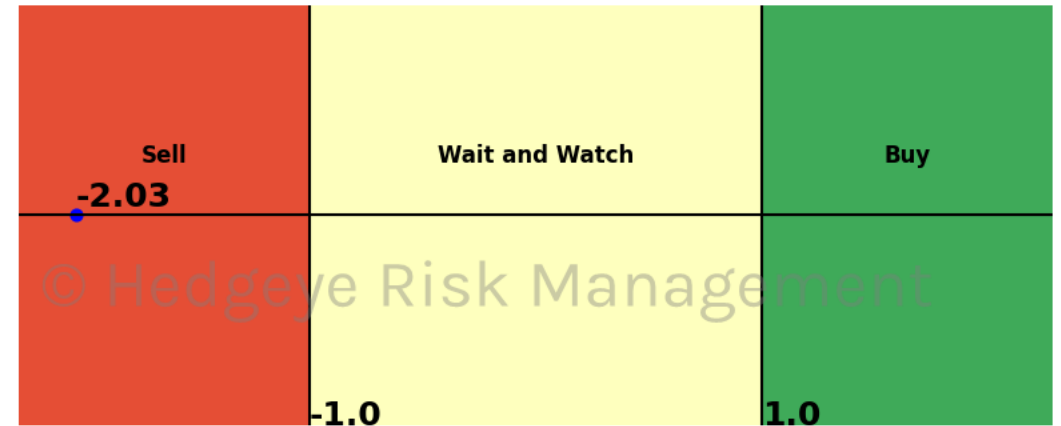 Sell
Wait and Watch
Buy
-2.03
© Hedgeye Risk Management
-1.0
1.0